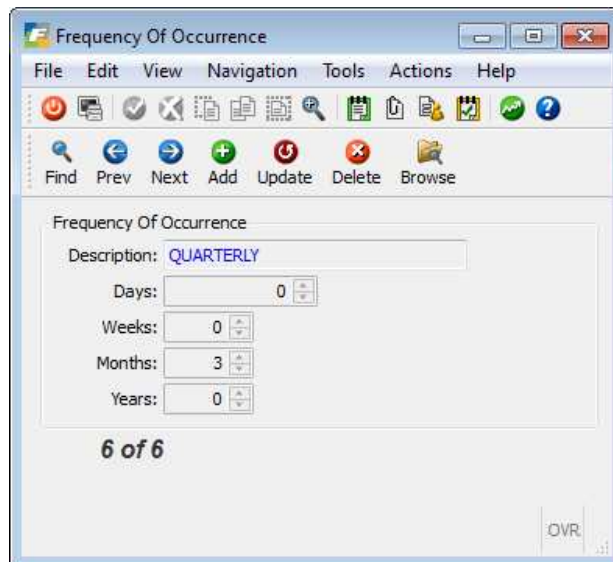 Frequency Of Occurrence
File Edit View Navigation Tools Actions Help
Find Prev Next Add Update Delete Browse
Frequency Of Occurrence
Description: QUARTERLY
Days: 0
Weeks: 0
Months: 3
Years: 0
6 of 6
OVR